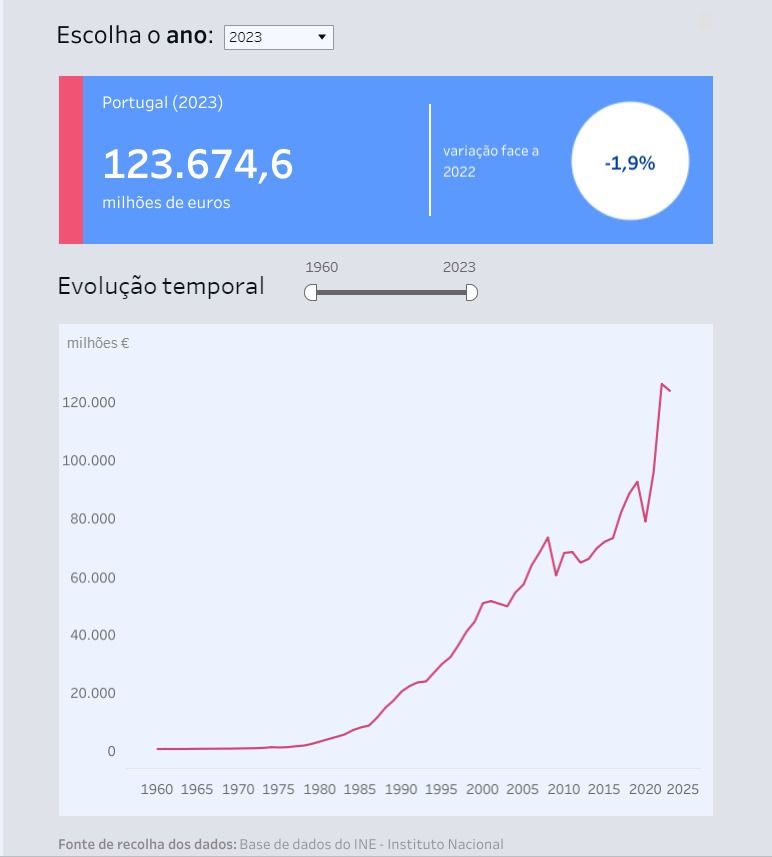 Escolha o ano: 2023
Portugal (2023)
123.674,6
milhões de euros
variação face a
2022
-1,9%
Evolução temporal
1960 2023
milhões €
120.000
100.000
80.000
60.000
40.000
20.000
0
1960 1965 1970 1975 1980 1985 1990 1995 2000 2005 2010 2015 2020 2025
Fonte de recolha dos dados: Base de dados do INE - Instituto Nacional